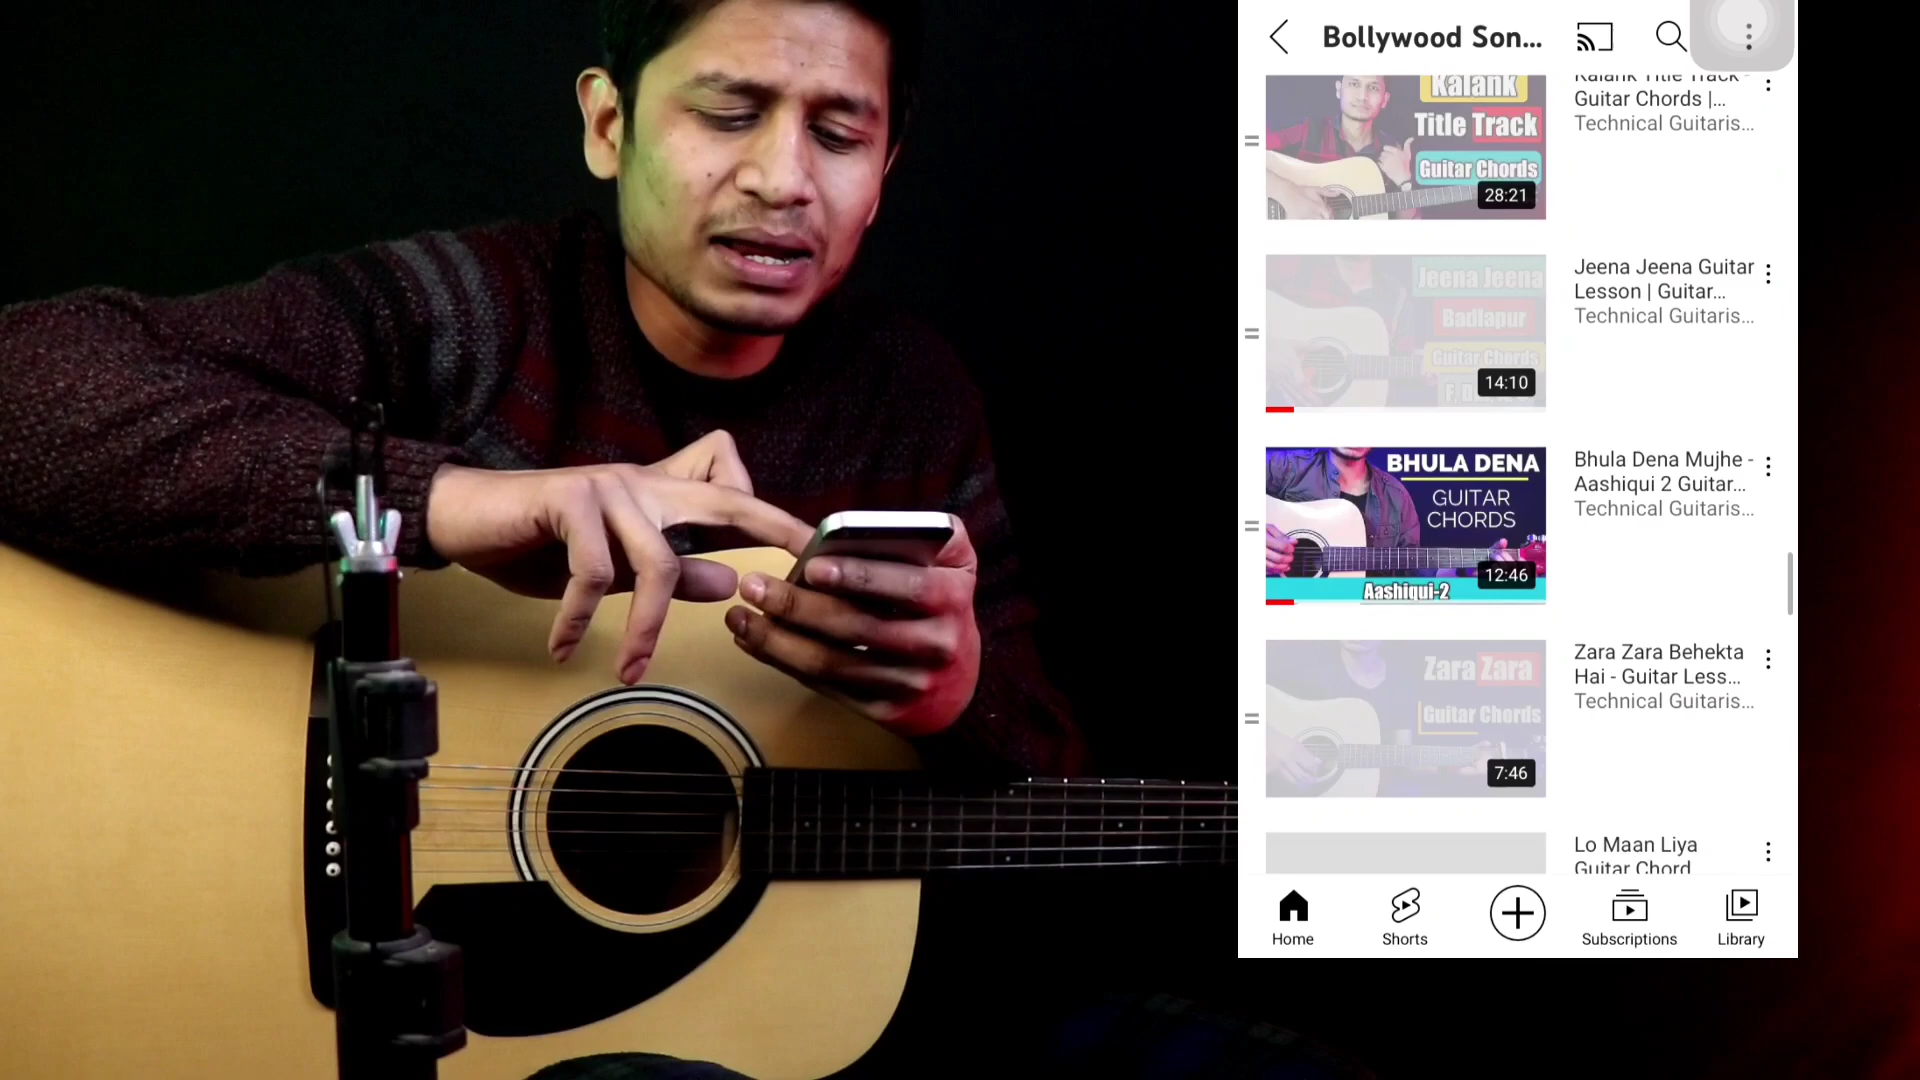 Bollywood Son...
Kalank
Title Track
Guitar Chords
28:21
Kalank Title Track -
Guitar Chords |...
Technical Guitaris...
Jeena Jeena
Badlapur
Guitar Chords
14:10
Jeena Jeena Guitar
Lesson | Guitar...
Technical Guitaris...
BHULA DENA
GUITAR
CHORDS
12:46
Aashiqui-2
Bhula Dena Mujhe -
Aashiqui 2 Guitar...
Technical Guitaris...
Zara Zara
Guitar Chords
7:46
Zara Zara Behekta
Hai - Guitar Less...
Technical Guitaris...
Lo Maan Liya
Guitar Chord
Home
Shorts
Subscriptions
Library